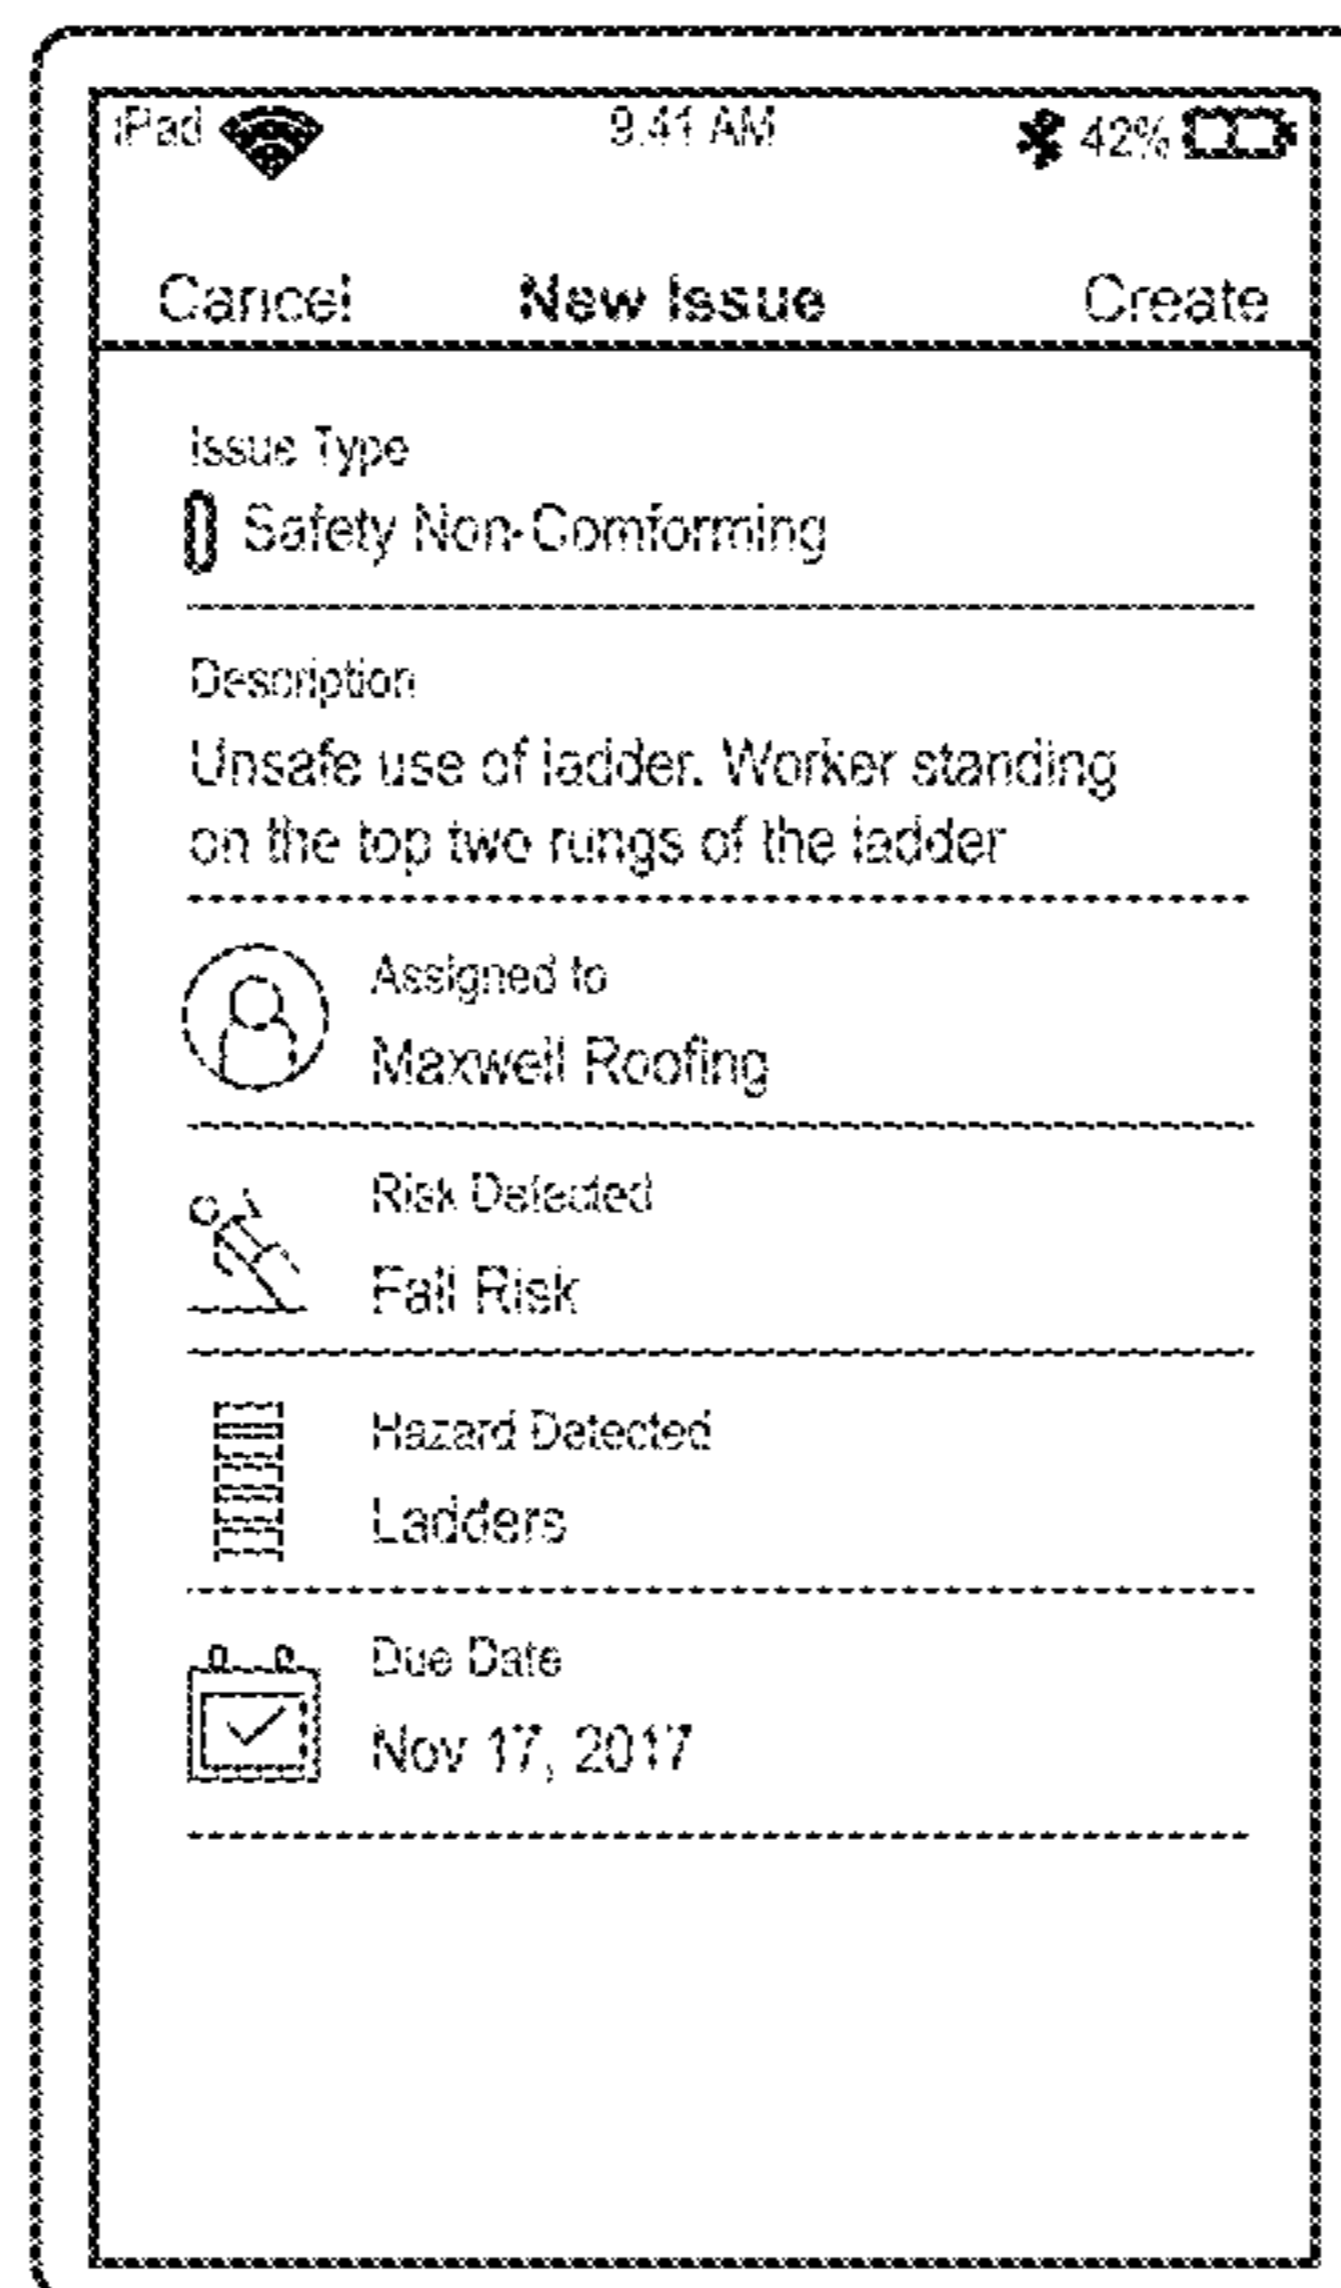 iPad 9:41 AM 42%
Cancel New Issue Create
Issue Type
Safety Non-Comforming
Description
Unsafe use of ladder. Worker standing
on the top two rungs of the ladder
Assigned to
Maxwell Roofing
Risk Detected
Fall Risk
Hazard Detected
Ladders
Due Date
Nov 17, 2017